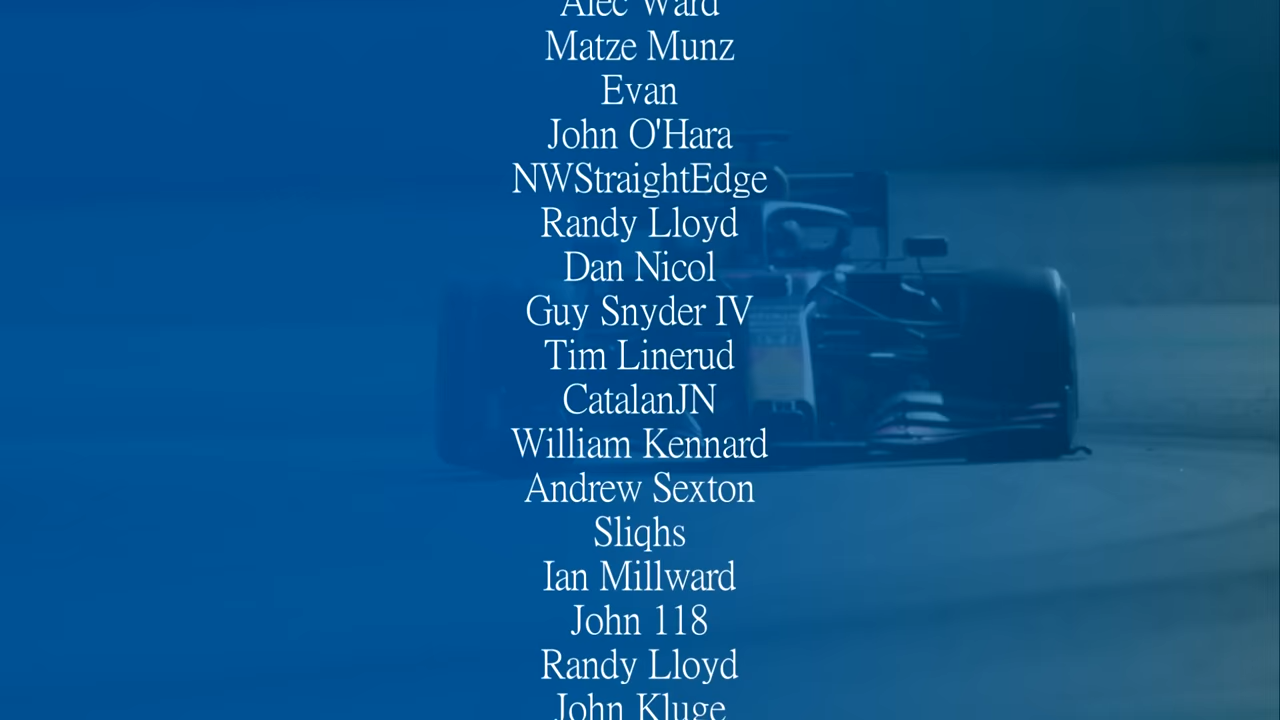 Alec Ward
Matze Munz
Evan
John O'Hara
NWStraightEdge
Randy Lloyd
Dan Nicol
Guy Snyder IV
Tim Linerud
CatalanJN
William Kennard
Andrew Sexton
Sliqhs
Ian Millward
John 118
Randy Lloyd
John Kluge